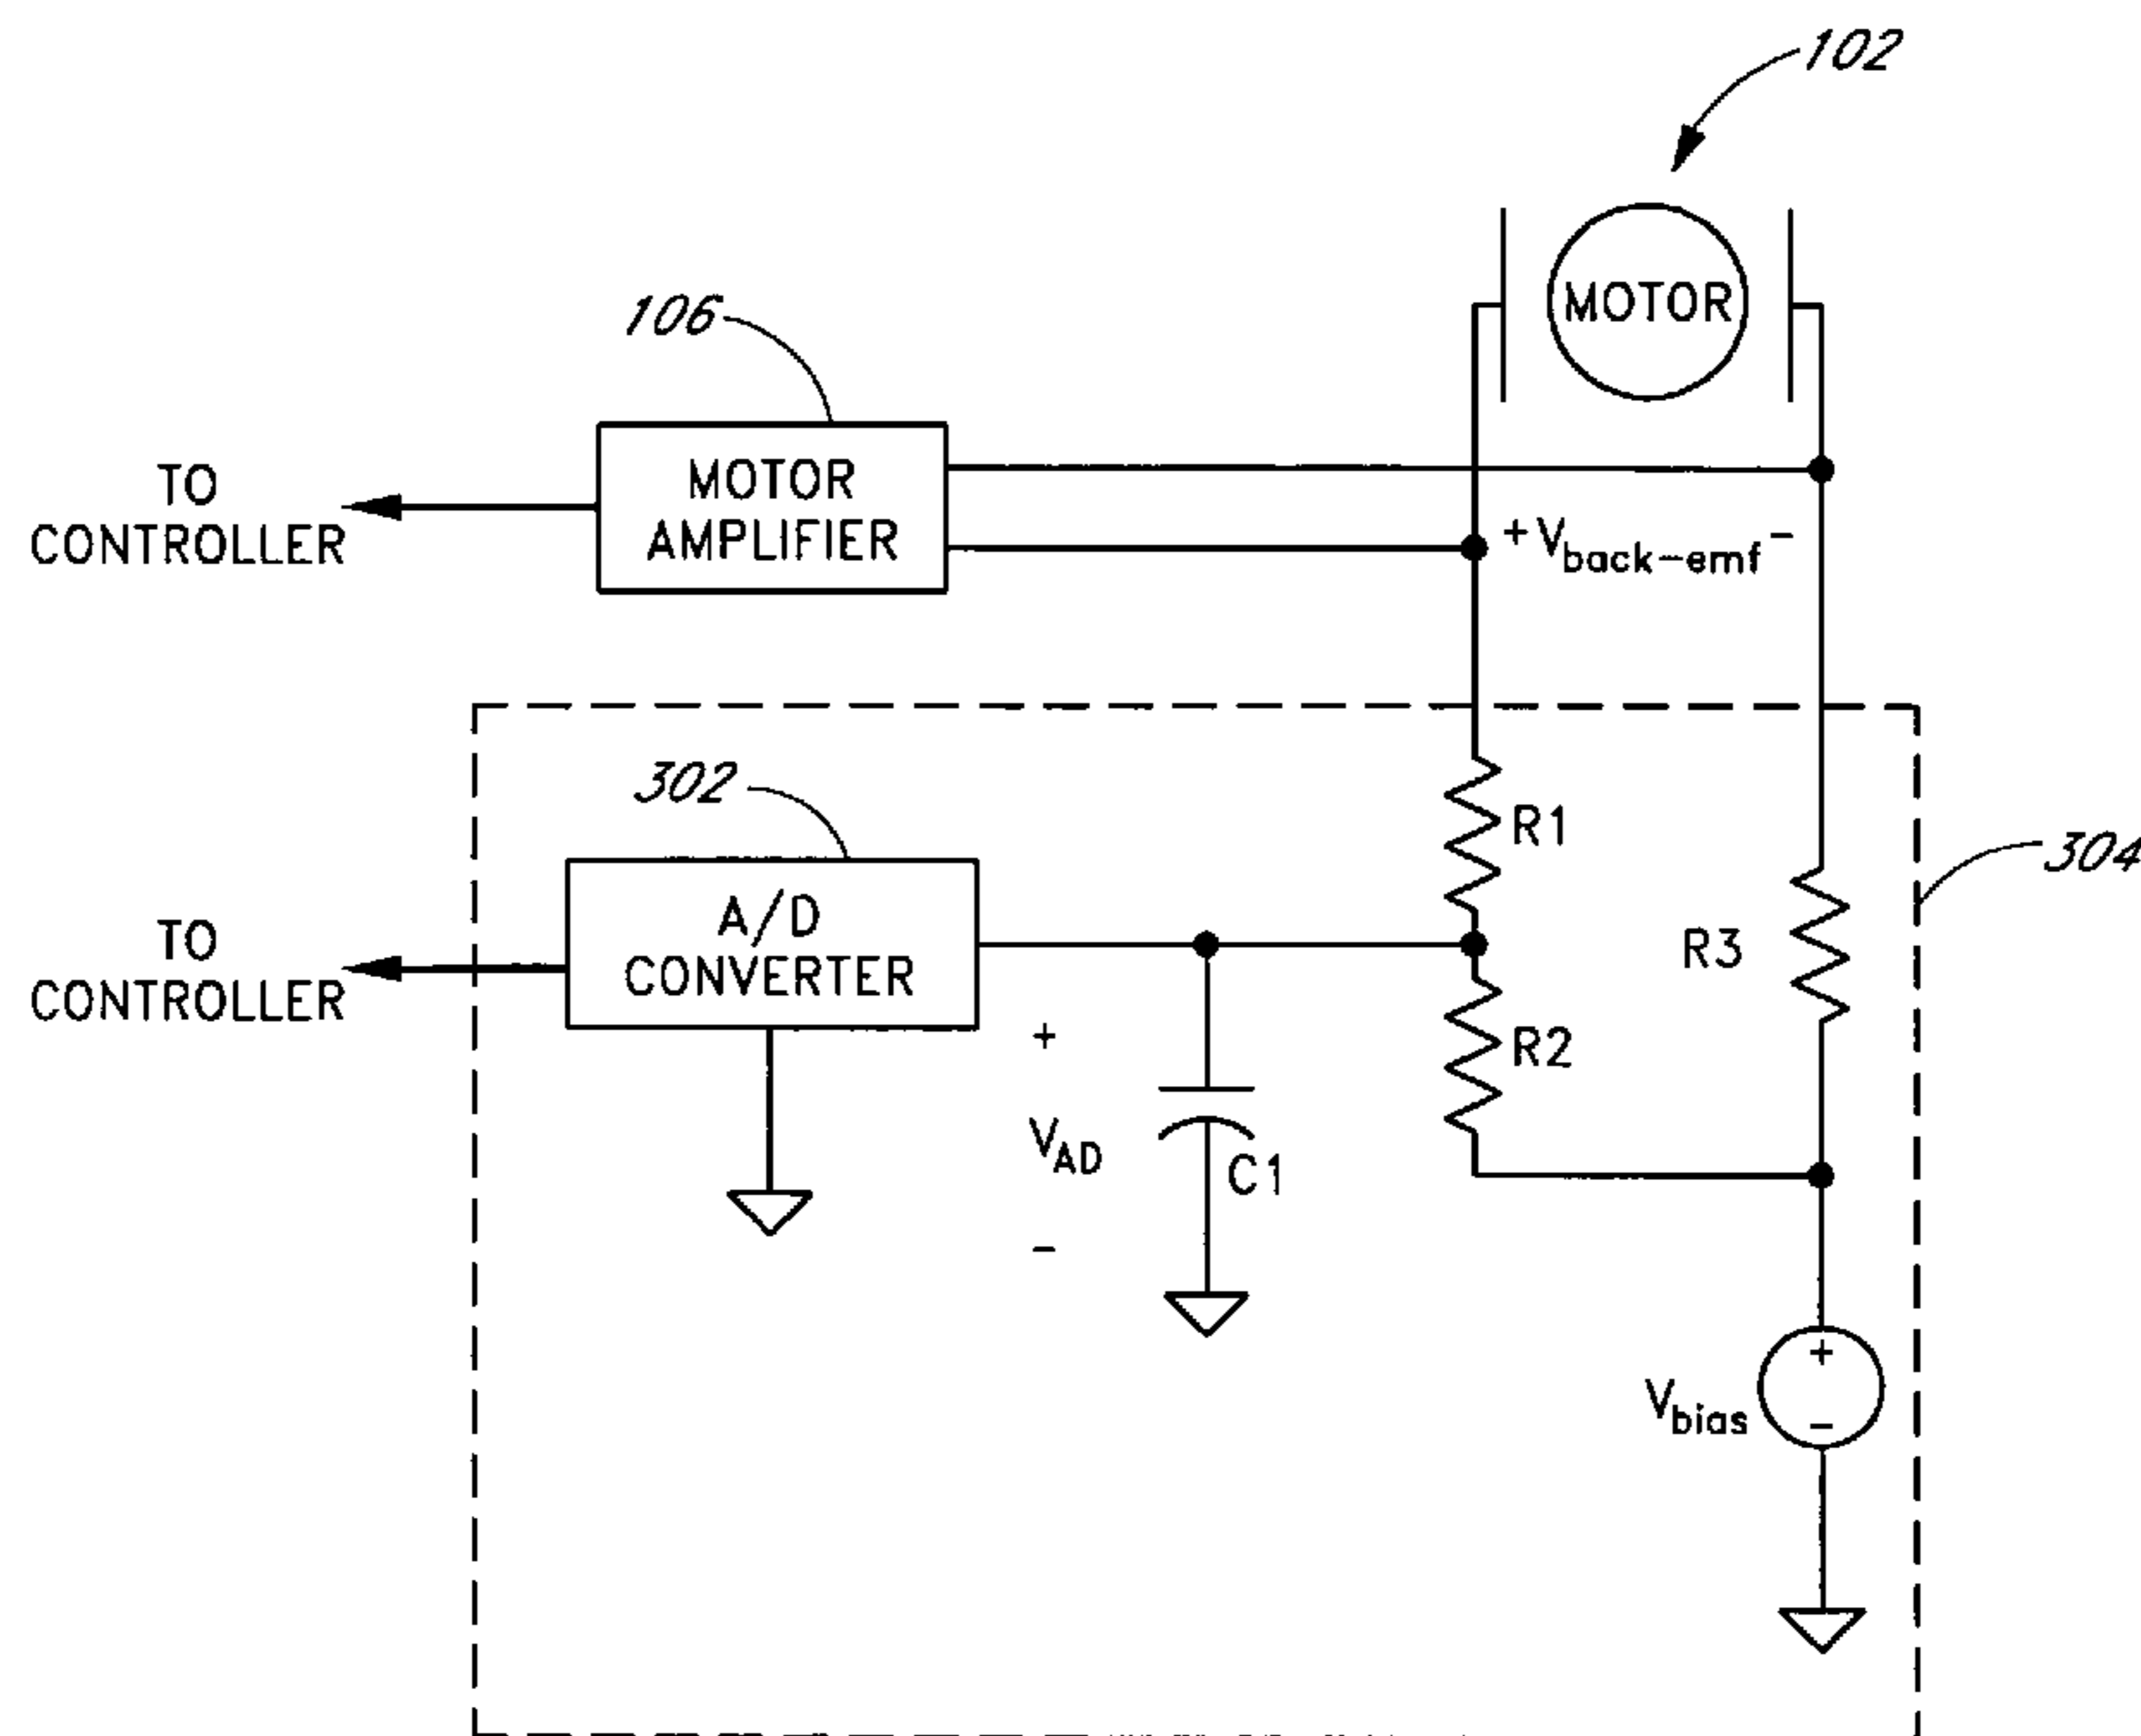 102
MOTOR
106
MOTOR
AMPLIFIER
TO
CONTROLLER
+ Vback-emf -
302
R1
304
A/D
CONVERTER
TO
CONTROLLER
R3
R2
+
VAD
-
C1
+
Vbias
-